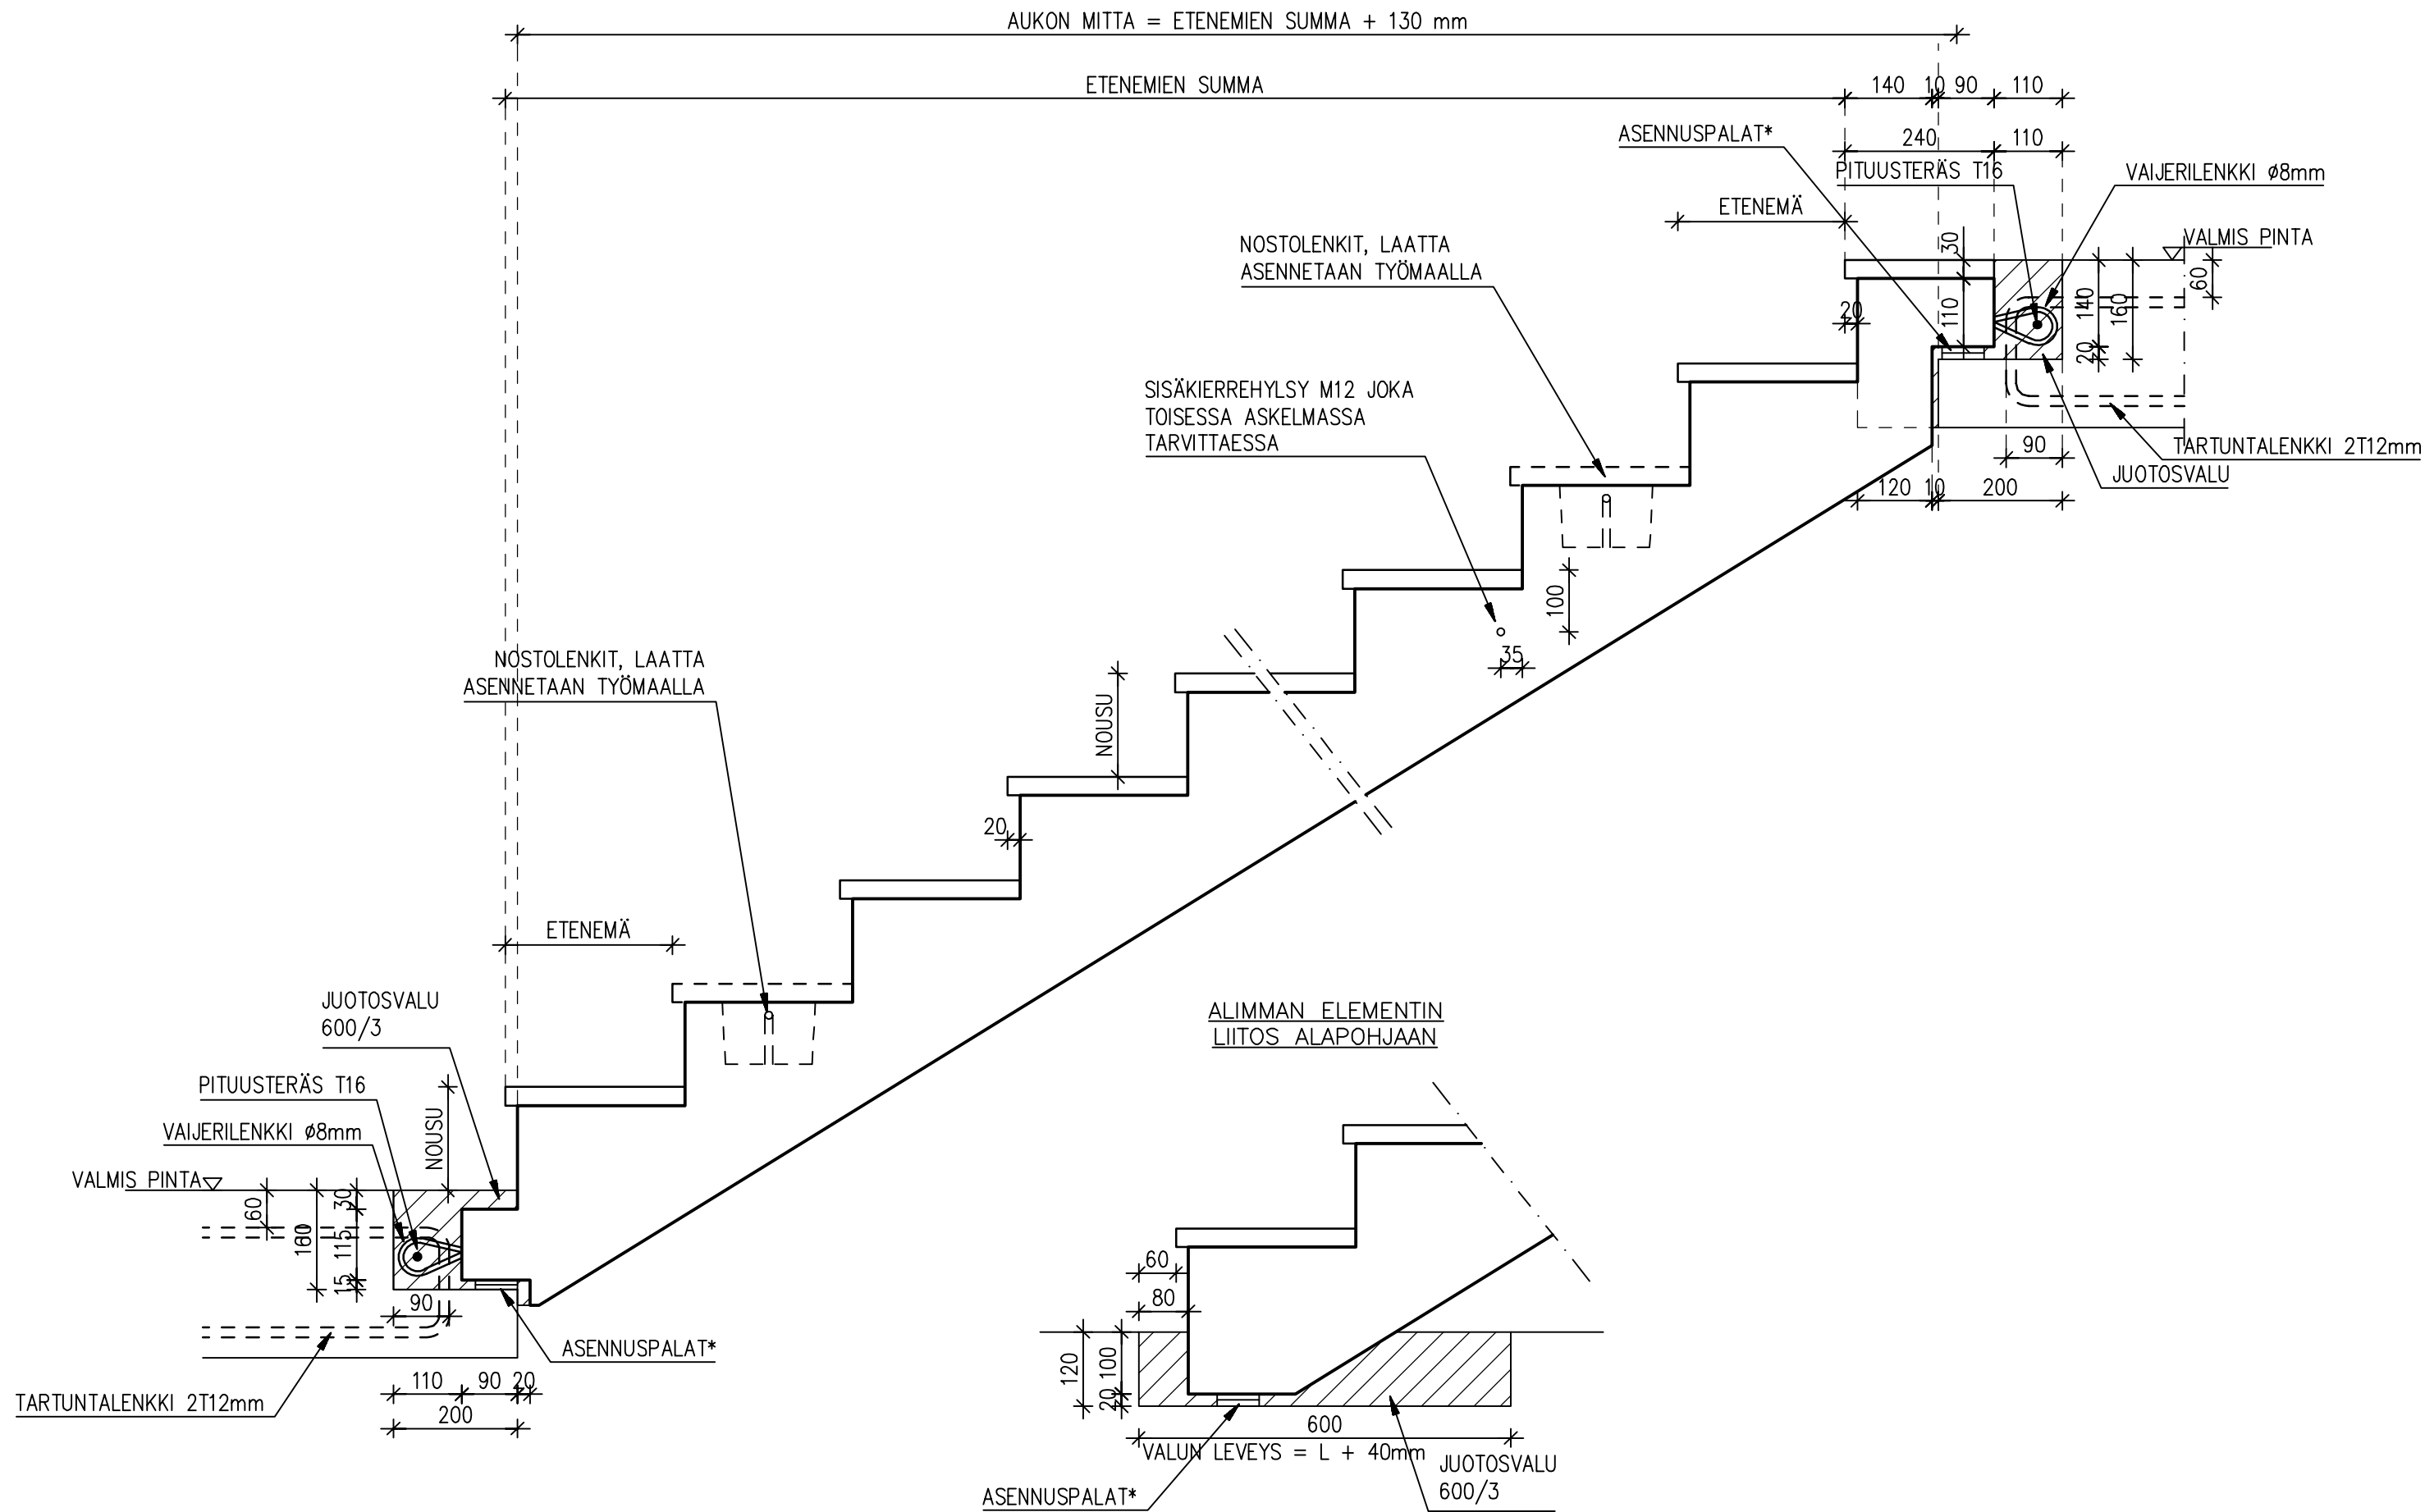 AUKON MITTA = ETENEMIEN SUMMA + 130 mm
ETENEMIEN SUMMA
140
10
90
110
ASENNUSPALAT*
240
110
PITUUSTERÄS T16
VAIJERILENKKI ø8mm
ETENEMÄ
NOSTOLENKIT, LAATTA
ASENNETAAN TYÖMAALLA
VALMIS PINTA
30
110
20
140
160
20
60
SISÄKIERREHYLSY M12 JOKA
TOISESSA ASKELMASSA
TARVITTAESSA
90
TARTUNTALENKKI 2T12mm
JUOTOSVALU
120
10
200
100
35
NOSTOLENKIT, LAATTA
ASENNETAAN TYÖMAALLA
NOUSU
20
ETENEMÄ
JUOTOSVALU
600/3
PITUUSTERÄS T16
VAIJERILENKKI ø8mm
NOUSU
VALMIS PINTA
60
30
115
15
90
ASENNUSPALAT*
110
90
20
TARTUNTALENKKI 2T12mm
200
ALIMMAN ELEMENTIN
LIITOS ALAPOHJAAN
60
80
120
100
20
600
VALUN LEVEYS = L + 40mm
JUOTOSVALU
600/3
ASENNUSPALAT*